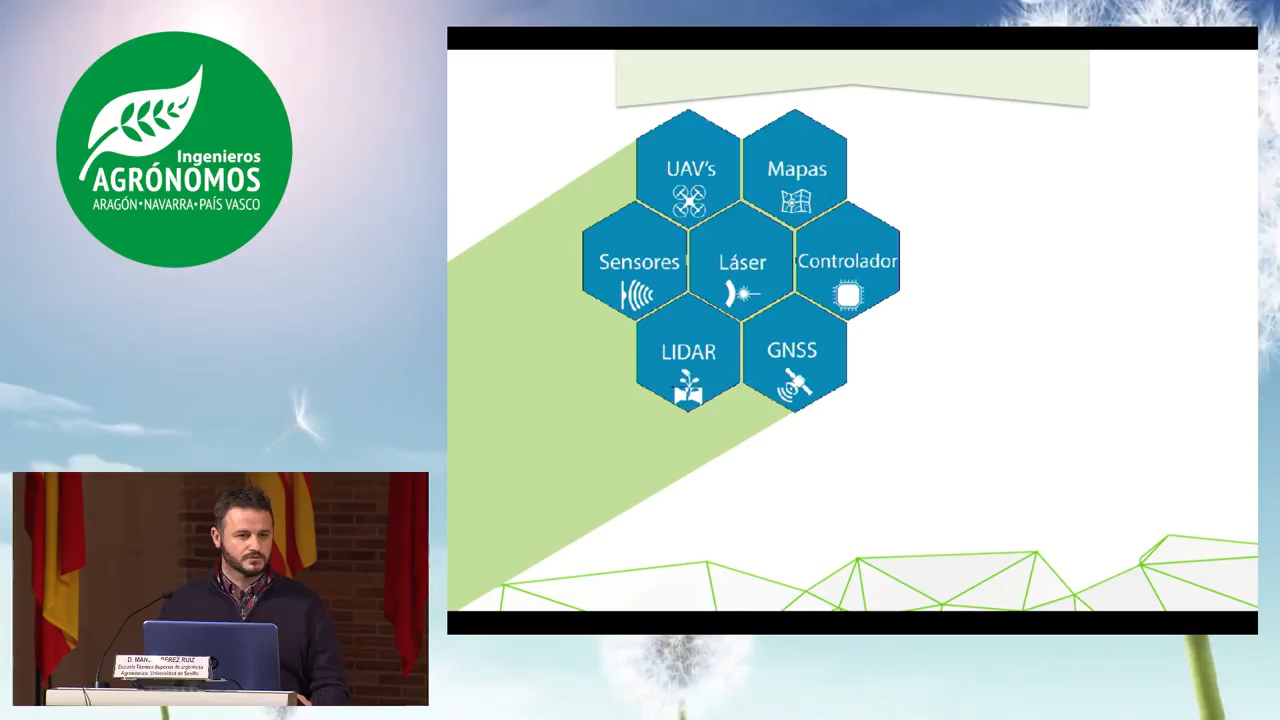 Ingenieros
AGRÓNOMOS
ARAGÓN•NAVARRA•PAÍS VASCO
UAV's
Mapas
Sensores
Láser
Controlador
LIDAR
GNSS
D. MAN PÉREZ RUIZ
Escuela Técnica Superior de Ingeniería
Agronómica. Universidad de Sevilla